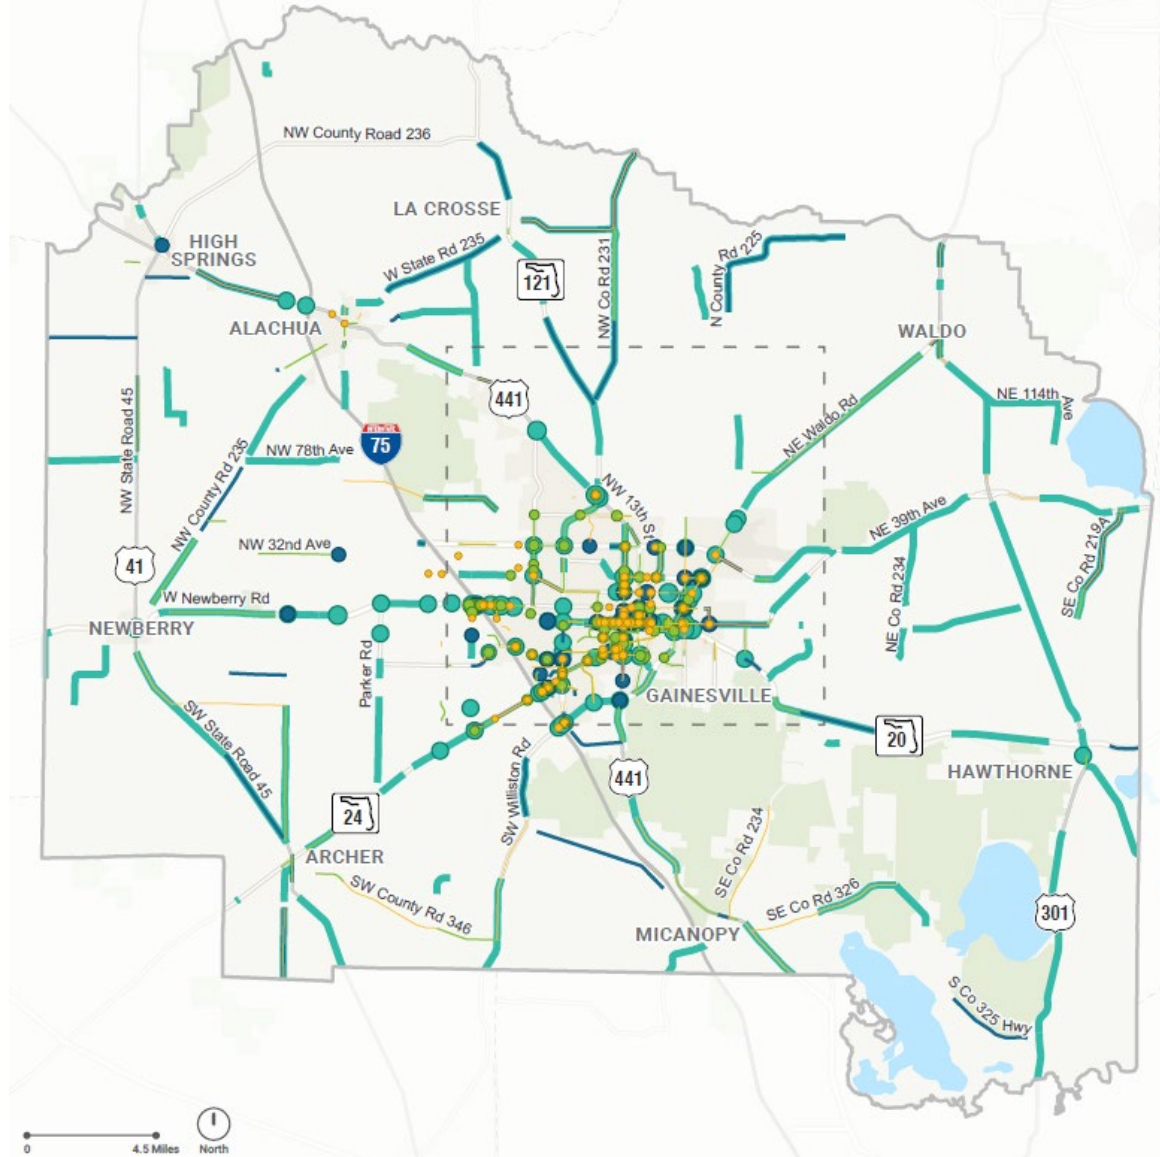 NW County Road 236
LA CROSSE
HIGH
SPRINGS
W State Rd 235
121
NW Co Rd 231
N County Rd 225
ALACHUA
WALDO
441
NE 114th Ave
NW State Road 45
INTERSTATE
75
NE Waldo Rd
NW 78th Ave
NW County Rd 235
NW 13th St
NE 39th Ave
SE Co Rd 219A
NW 32nd Ave
41
NE Co Rd 234
W Newberry Rd
NEWBERRY
Parker Rd
GAINESVILLE
SW State Road 45
20
441
HAWTHORNE
SW Williston Rd
24
SE Co Rd 234
ARCHER
SW County Rd 346
SE Co Rd 326
301
MICANOPY
S Co 325 Hwy
0
4.5 Miles
North